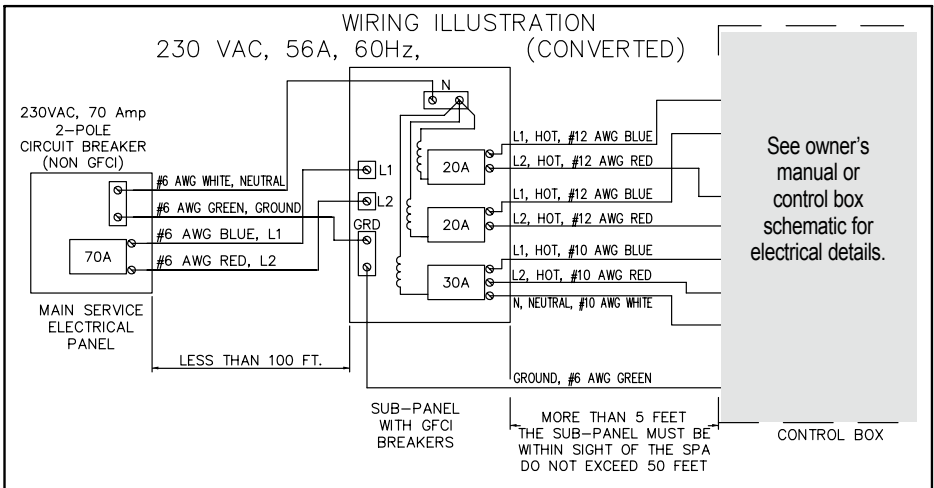 WIRING ILLUSTRATION
230 VAC, 56A, 60Hz, (CONVERTED)
230VAC, 70 Amp
2-POLE
CIRCUIT BREAKER
(NON GFCI)
#6 AWG WHITE, NEUTRAL
#6 AWG GREEN, GROUND
#6 AWG BLUE, L1
#6 AWG RED, L2
70A
MAIN SERVICE
ELECTRICAL
PANEL
LESS THAN 100 FT.
N
L1
L2
GRD
20A
20A
30A
SUB-PANEL
WITH GFCI
BREAKERS
L1, HOT, #12 AWG BLUE
L2, HOT, #12 AWG RED
L1, HOT, #12 AWG BLUE
L2, HOT, #12 AWG RED
L1, HOT, #10 AWG BLUE
L2, HOT, #10 AWG RED
N, NEUTRAL, #10 AWG WHITE
GROUND, #6 AWG GREEN
MORE THAN 5 FEET
THE SUB-PANEL MUST BE
WITHIN SIGHT OF THE SPA
DO NOT EXCEED 50 FEET
See owner's
manual or
control box
schematic for
electrical details.
CONTROL BOX